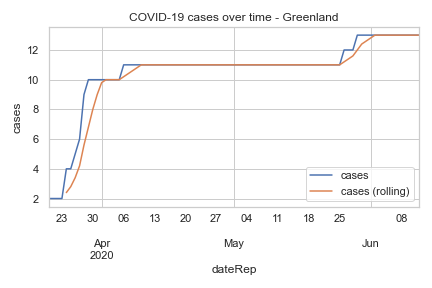 COVID-19 cases over time - Greenland
cases
12
10
8
6
4
2
cases
cases (rolling)
23 30 06 13 20 27 04 11 18 25 01 08
Apr May Jun
2020
dateRep